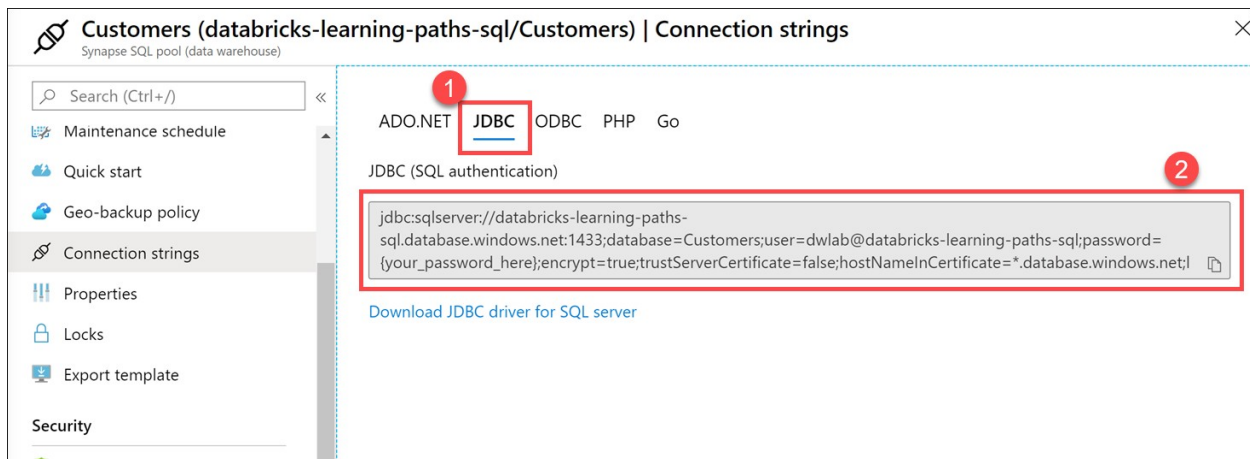 Customers (databricks-learning-paths-sql/Customers) | Connection strings
Synapse SQL pool (data warehouse)
Search (Ctrl+/)
«
Maintenance schedule
Quick start
Geo-backup policy
Connection strings
Properties
Locks
Export template
Security
1
ADO.NET JDBC ODBC PHP Go
JDBC (SQL authentication)
2
jdbc:sqlserver://databricks-learning-paths-
sql.database.windows.net:1433;database=Customers;user=dwlab@databricks-learning-paths-sql;password=
{your_password_here};encrypt=true;trustServerCertificate=false;hostNameInCertificate=*.database.windows.net;l
Download JDBC driver for SQL server